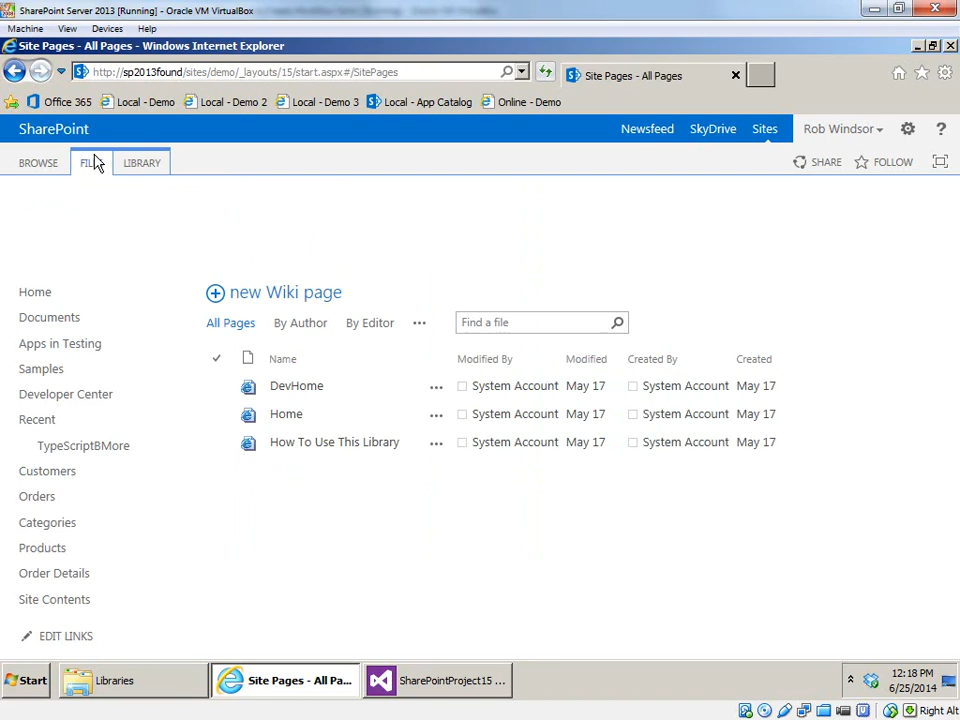 SharePoint Server 2013 [Running] - Oracle VM VirtualBox
Machine View Devices Help
Site Pages - All Pages - Windows Internet Explorer
http://sp2013found/sites/demo/_layouts/15/start.aspx#/SitePages
Site Pages - All Pages
Office 365 Local - Demo Local - Demo 2 Local - Demo 3 Local - App Catalog Online - Demo
SharePoint Newsfeed SkyDrive Sites Rob Windsor ?
BROWSE LIBRARY SHARE FOLLOW
Home
Documents
Apps in Testing
Samples
Developer Center
Recent
TypeScriptBMore
Customers
Orders
Categories
Products
Order Details
Site Contents
EDIT LINKS
new Wiki page
All Pages By Author By Editor ... Find a file
Name Modified By Modified Created By Created
DevHome ... System Account May 17 System Account May 17
Home ... System Account May 17 System Account May 17
How To Use This Library ... System Account May 17 System Account May 17
Start Libraries Site Pages - All Pa... SharePointProject15 ... 12:18 PM
6/25/2014
Right Alt